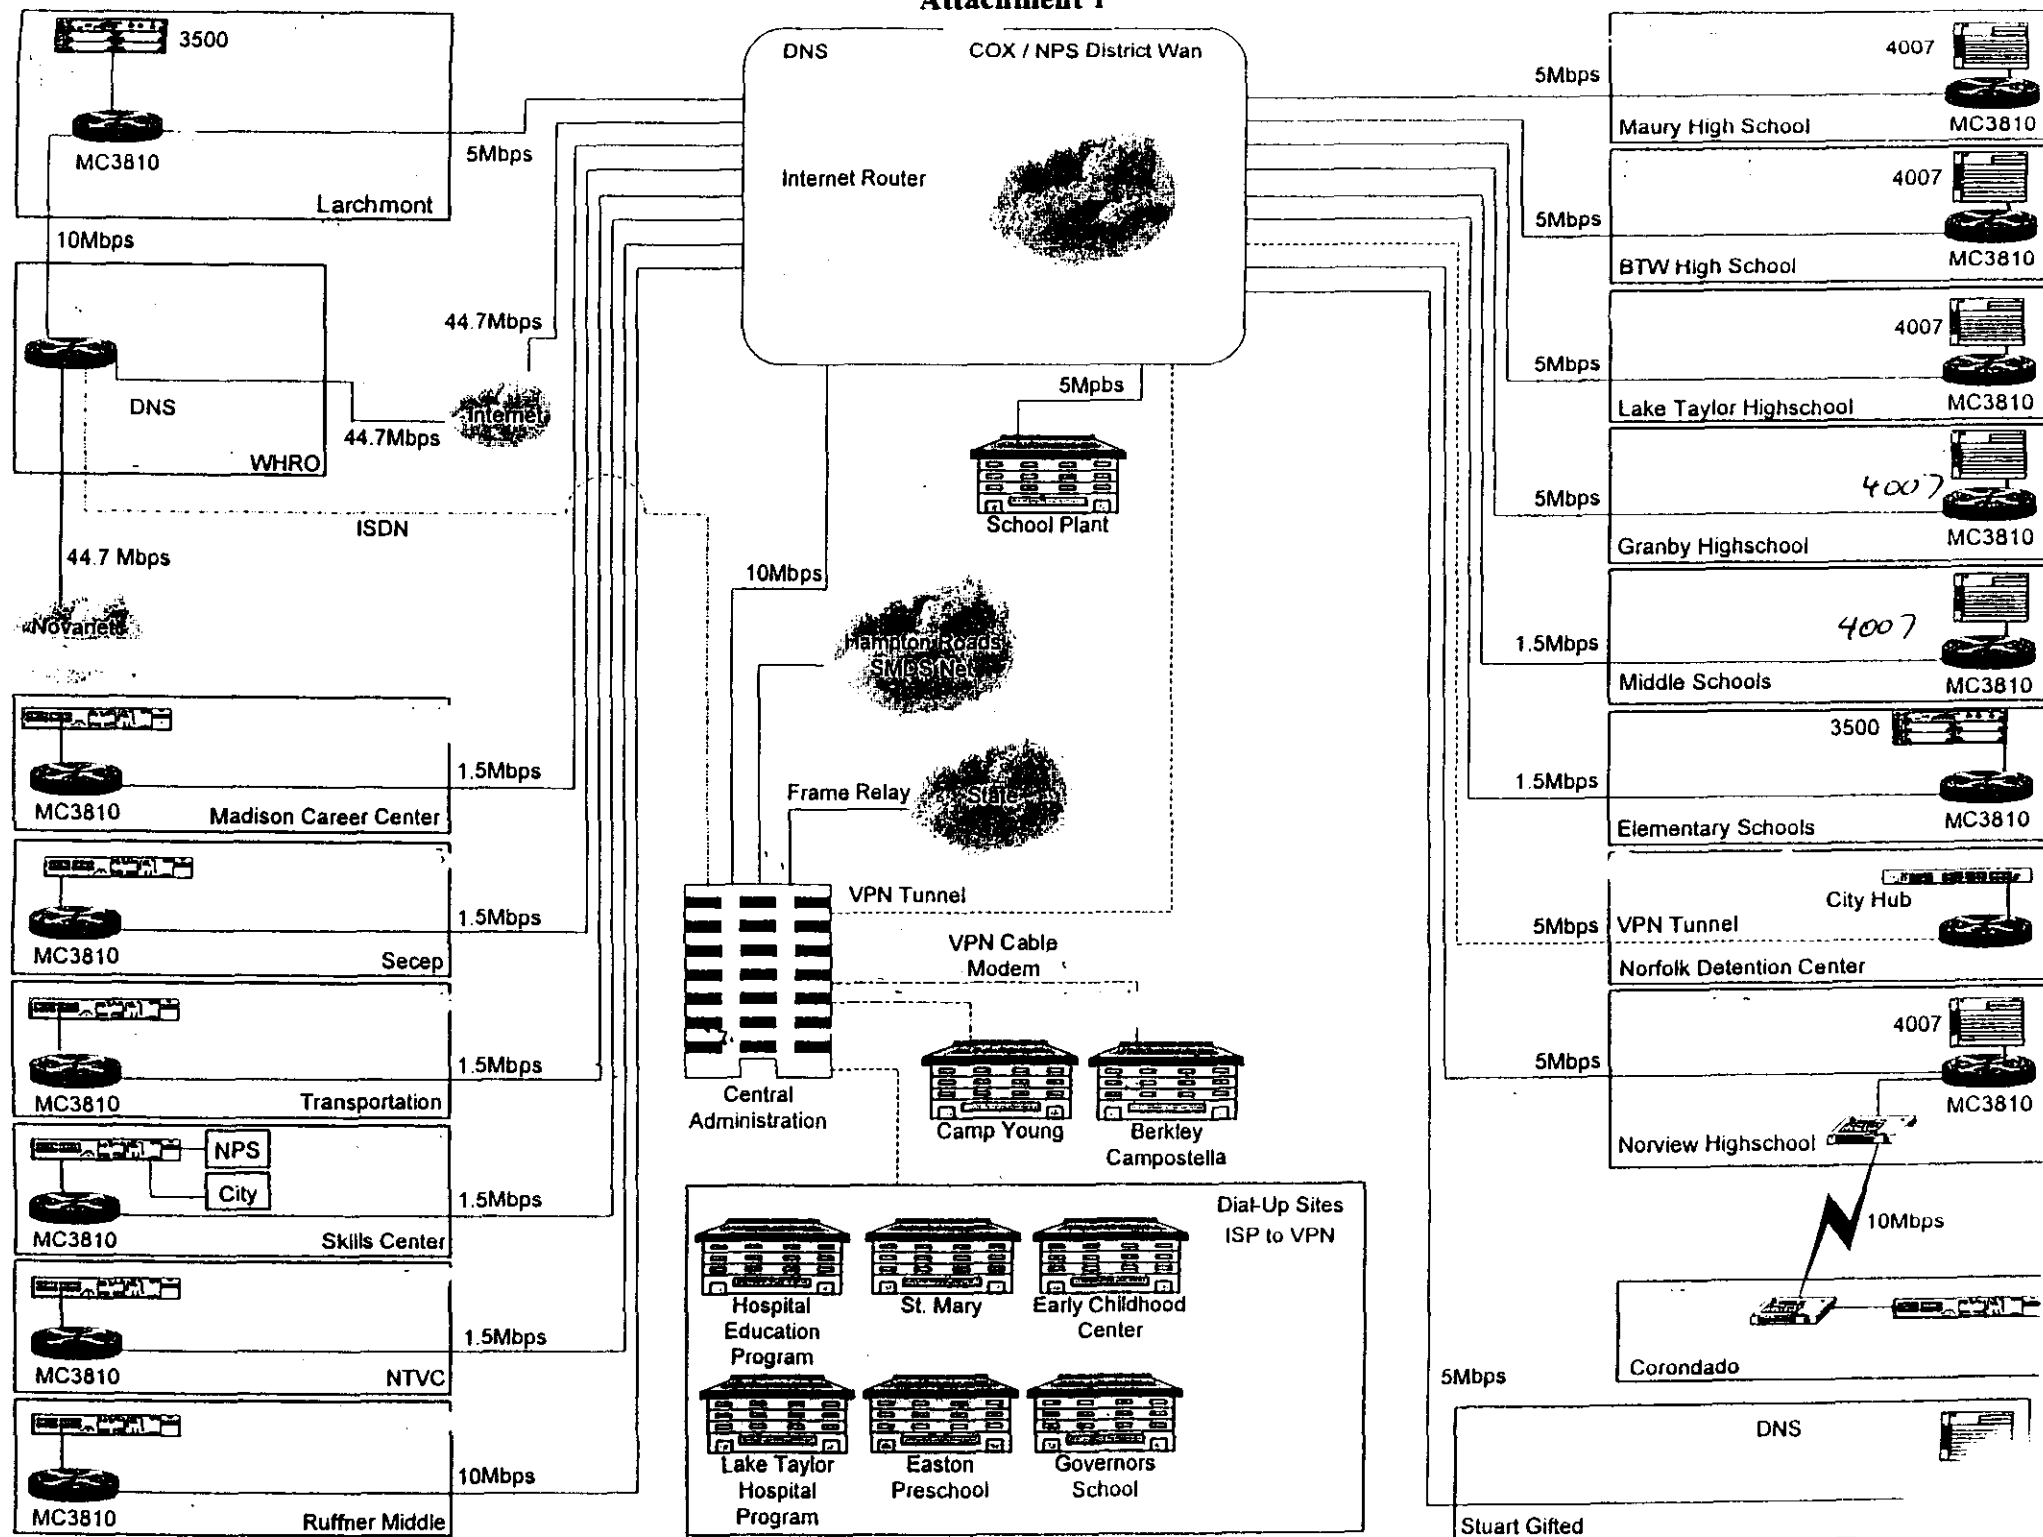 Attachment 1
3500
MC3810
Larchmont
5Mbps
10Mbps
DNS
WHRO
44.7Mbps
44.7Mbps
Internet
ISDN
44.7 Mbps
Novanet
MC3810
Madison Career Center
1.5Mbps
MC3810
Secep
1.5Mbps
MC3810
Transportation
1.5Mbps
NPS
City
MC3810
Skills Center
1.5Mbps
MC3810
NTVC
1.5Mbps
MC3810
Ruffner Middle
10Mbps
DNS
COX / NPS District Wan
Internet Router
5Mpbs
School Plant
10Mbps
Hampton Roads
SMDS Net
Frame Relay
State
VPN Tunnel
VPN Cable
Modem
Central
Administration
Camp Young
Berkley
Campostella
Dial-Up Sites
ISP to VPN
Hospital
Education
Program
St. Mary
Early Childhood
Center
Lake Taylor
Hospital
Program
Easton
Preschool
Governors
School
5Mbps
4007
Maury High School
MC3810
5Mbps
4007
BTW High School
MC3810
5Mbps
4007
Lake Taylor Highschool
MC3810
5Mbps
4007
Granby Highschool
MC3810
1.5Mbps
4007
Middle Schools
MC3810
1.5Mbps
3500
Elementary Schools
MC3810
5Mbps
VPN Tunnel
City Hub
Norfolk Detention Center
5Mbps
4007
MC3810
Norview Highschool
10Mbps
Corondado
5Mbps
DNS
Stuart Gifted